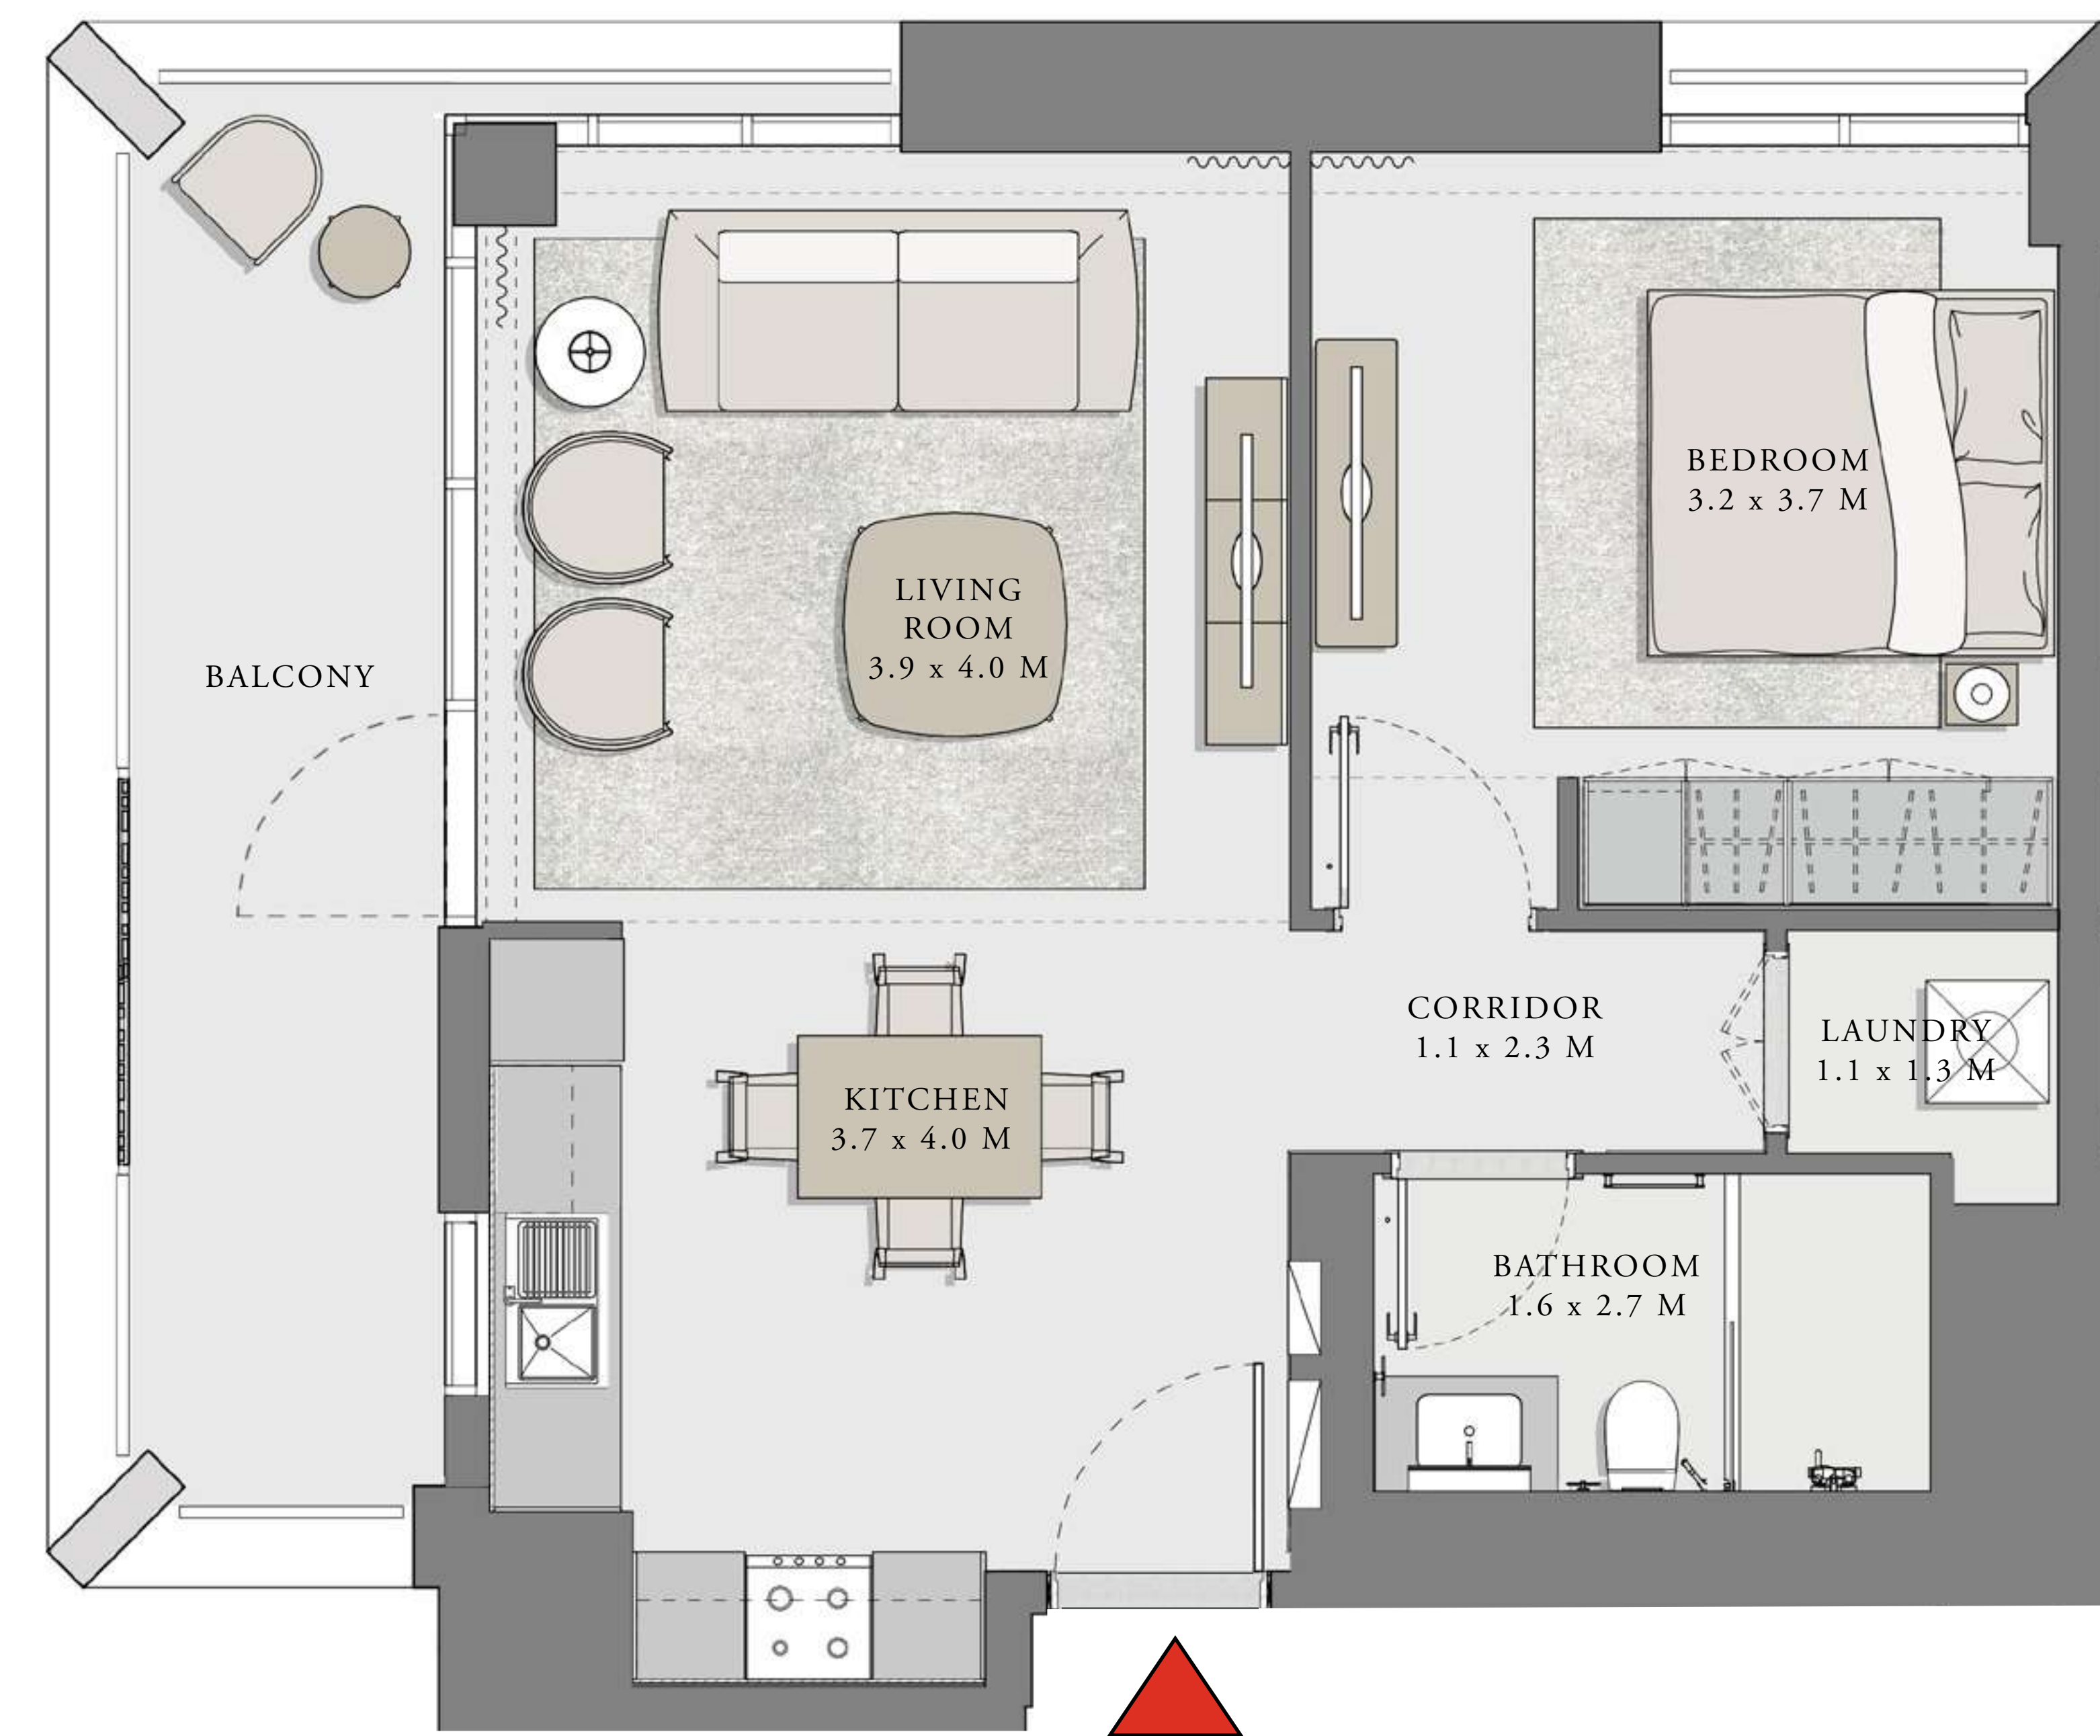 BEDROOM
3.2 x 3.7 M
LIVING
ROOM
3.9 x 4.0 M
BALCONY
CORRIDOR
1.1 x 2.3 M
LAUNDRY
1.1 x 1.3 M
KITCHEN
3.7 x 4.0 M
BATHROOM
1.6 x 2.7 M